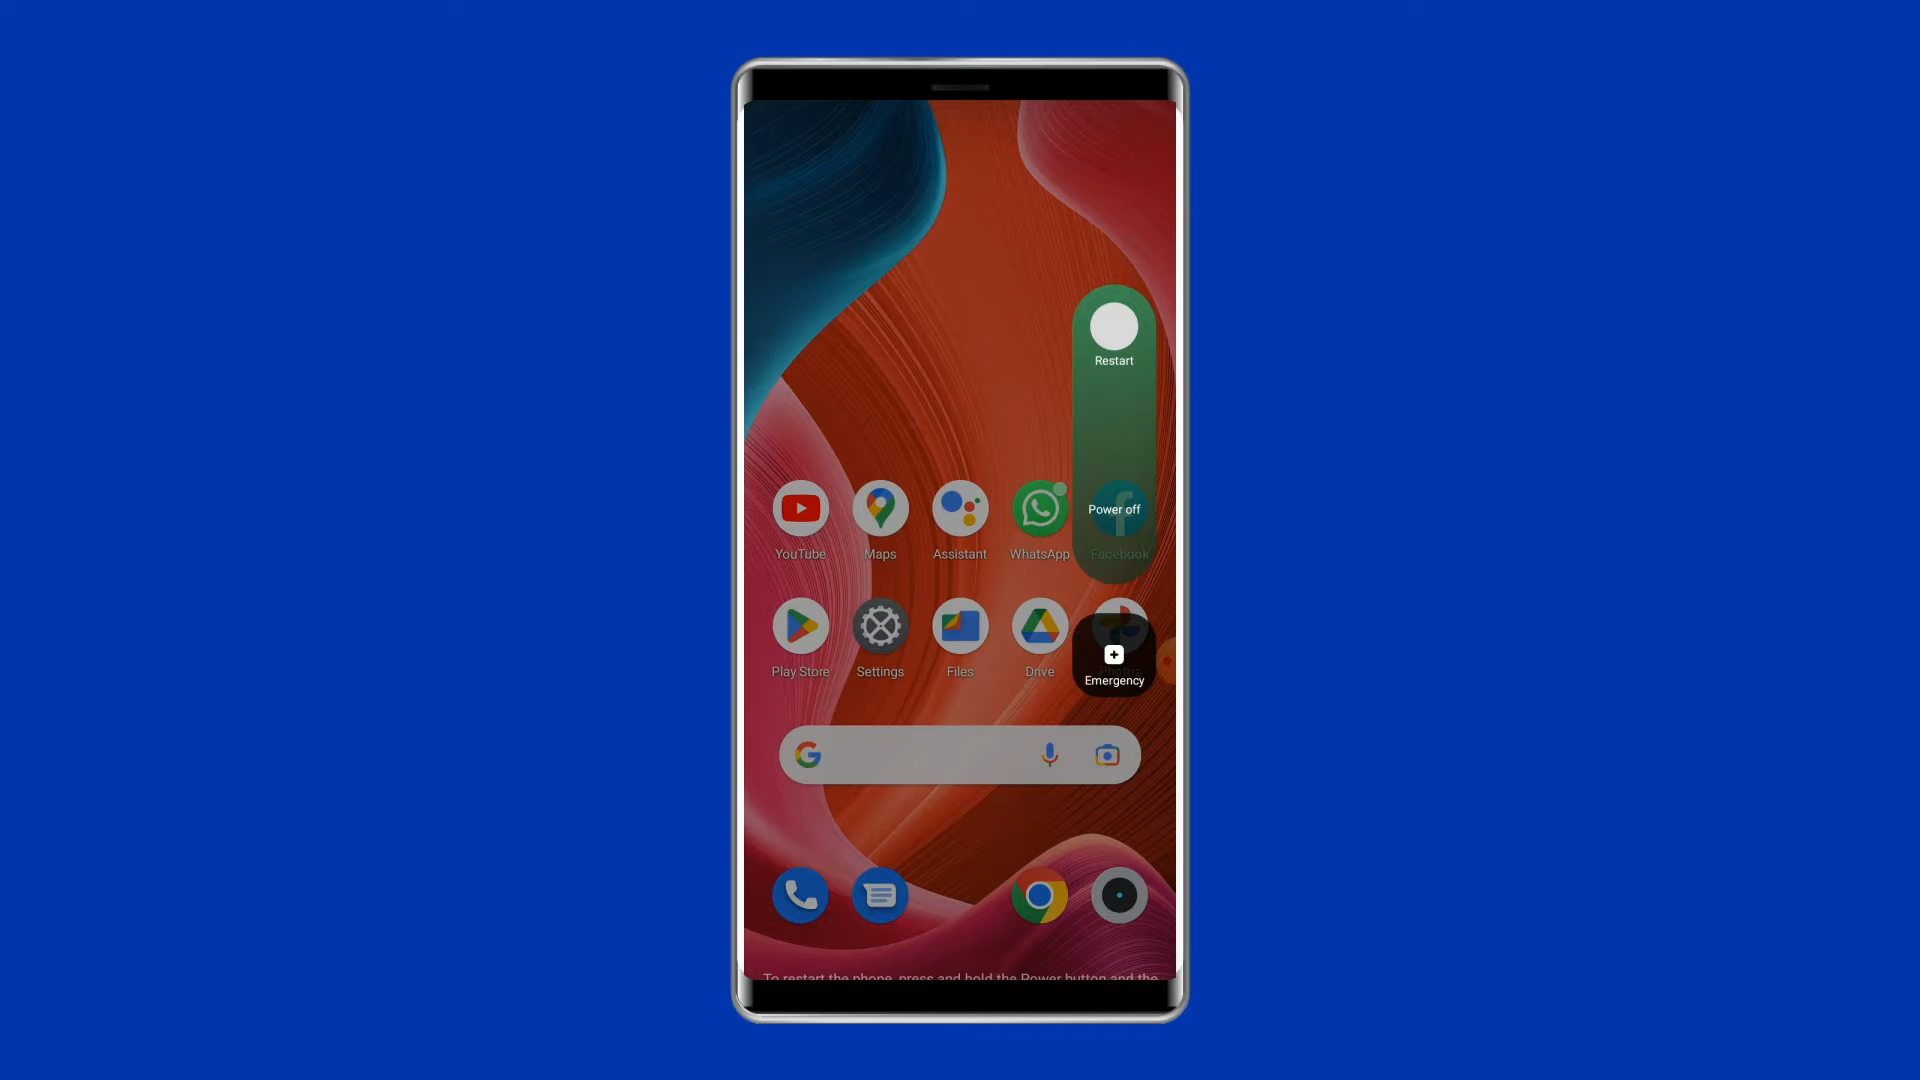 Restart
Power off
YouTube Maps Assistant WhatsApp Facebook
Play Store Settings Files Drive Photos
Emergency
To restart the phone, press and hold the Power button and the